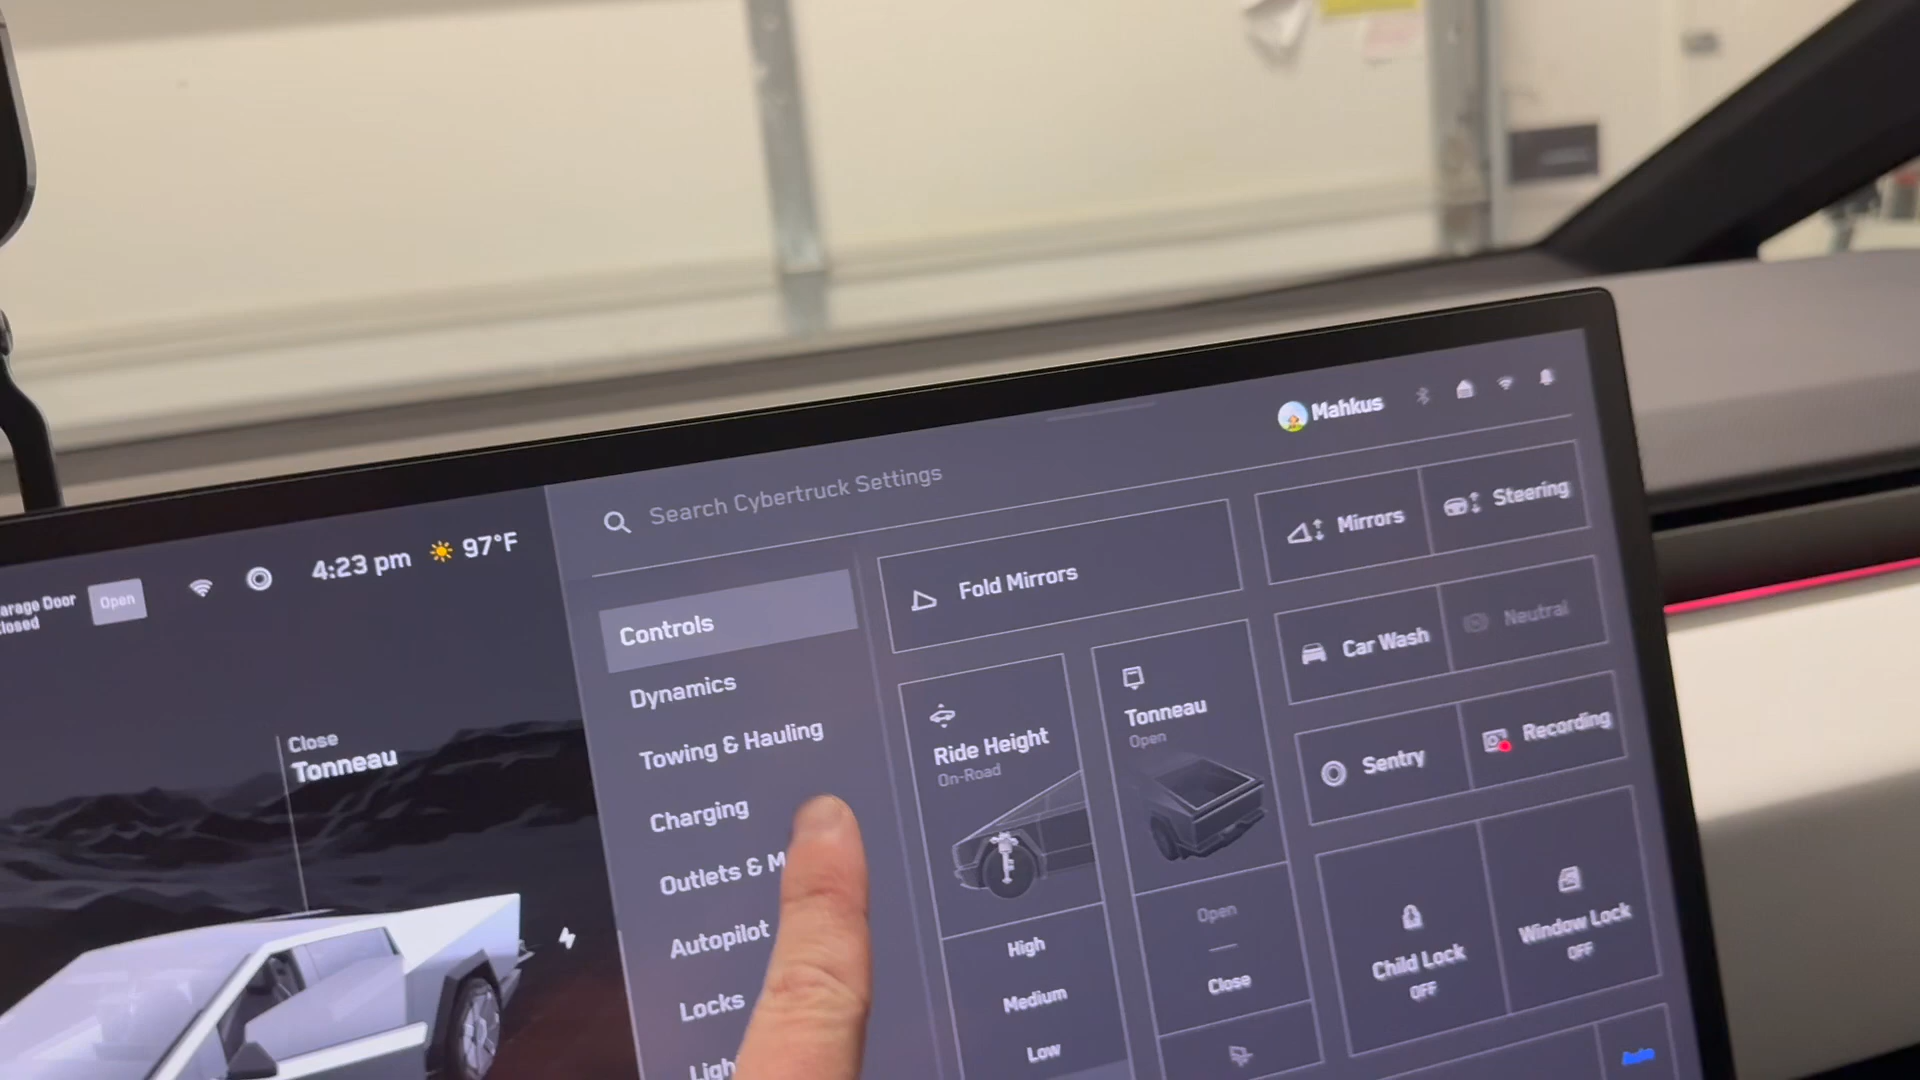 Search Cybertruck Settings
Mahkus
arage Door
losed
Open
4:23 pm
97°F
Close
Tonneau
Controls
Dynamics
Towing & Hauling
Charging
Outlets & M
Autopilot
Locks
Ligh
Fold Mirrors
Mirrors
Steering
Ride Height
On-Road
High
Medium
Low
Tonneau
Open
Open
Close
Car Wash
Neutral
Sentry
Recording
Child Lock
OFF
Window Lock
OFF
Auto